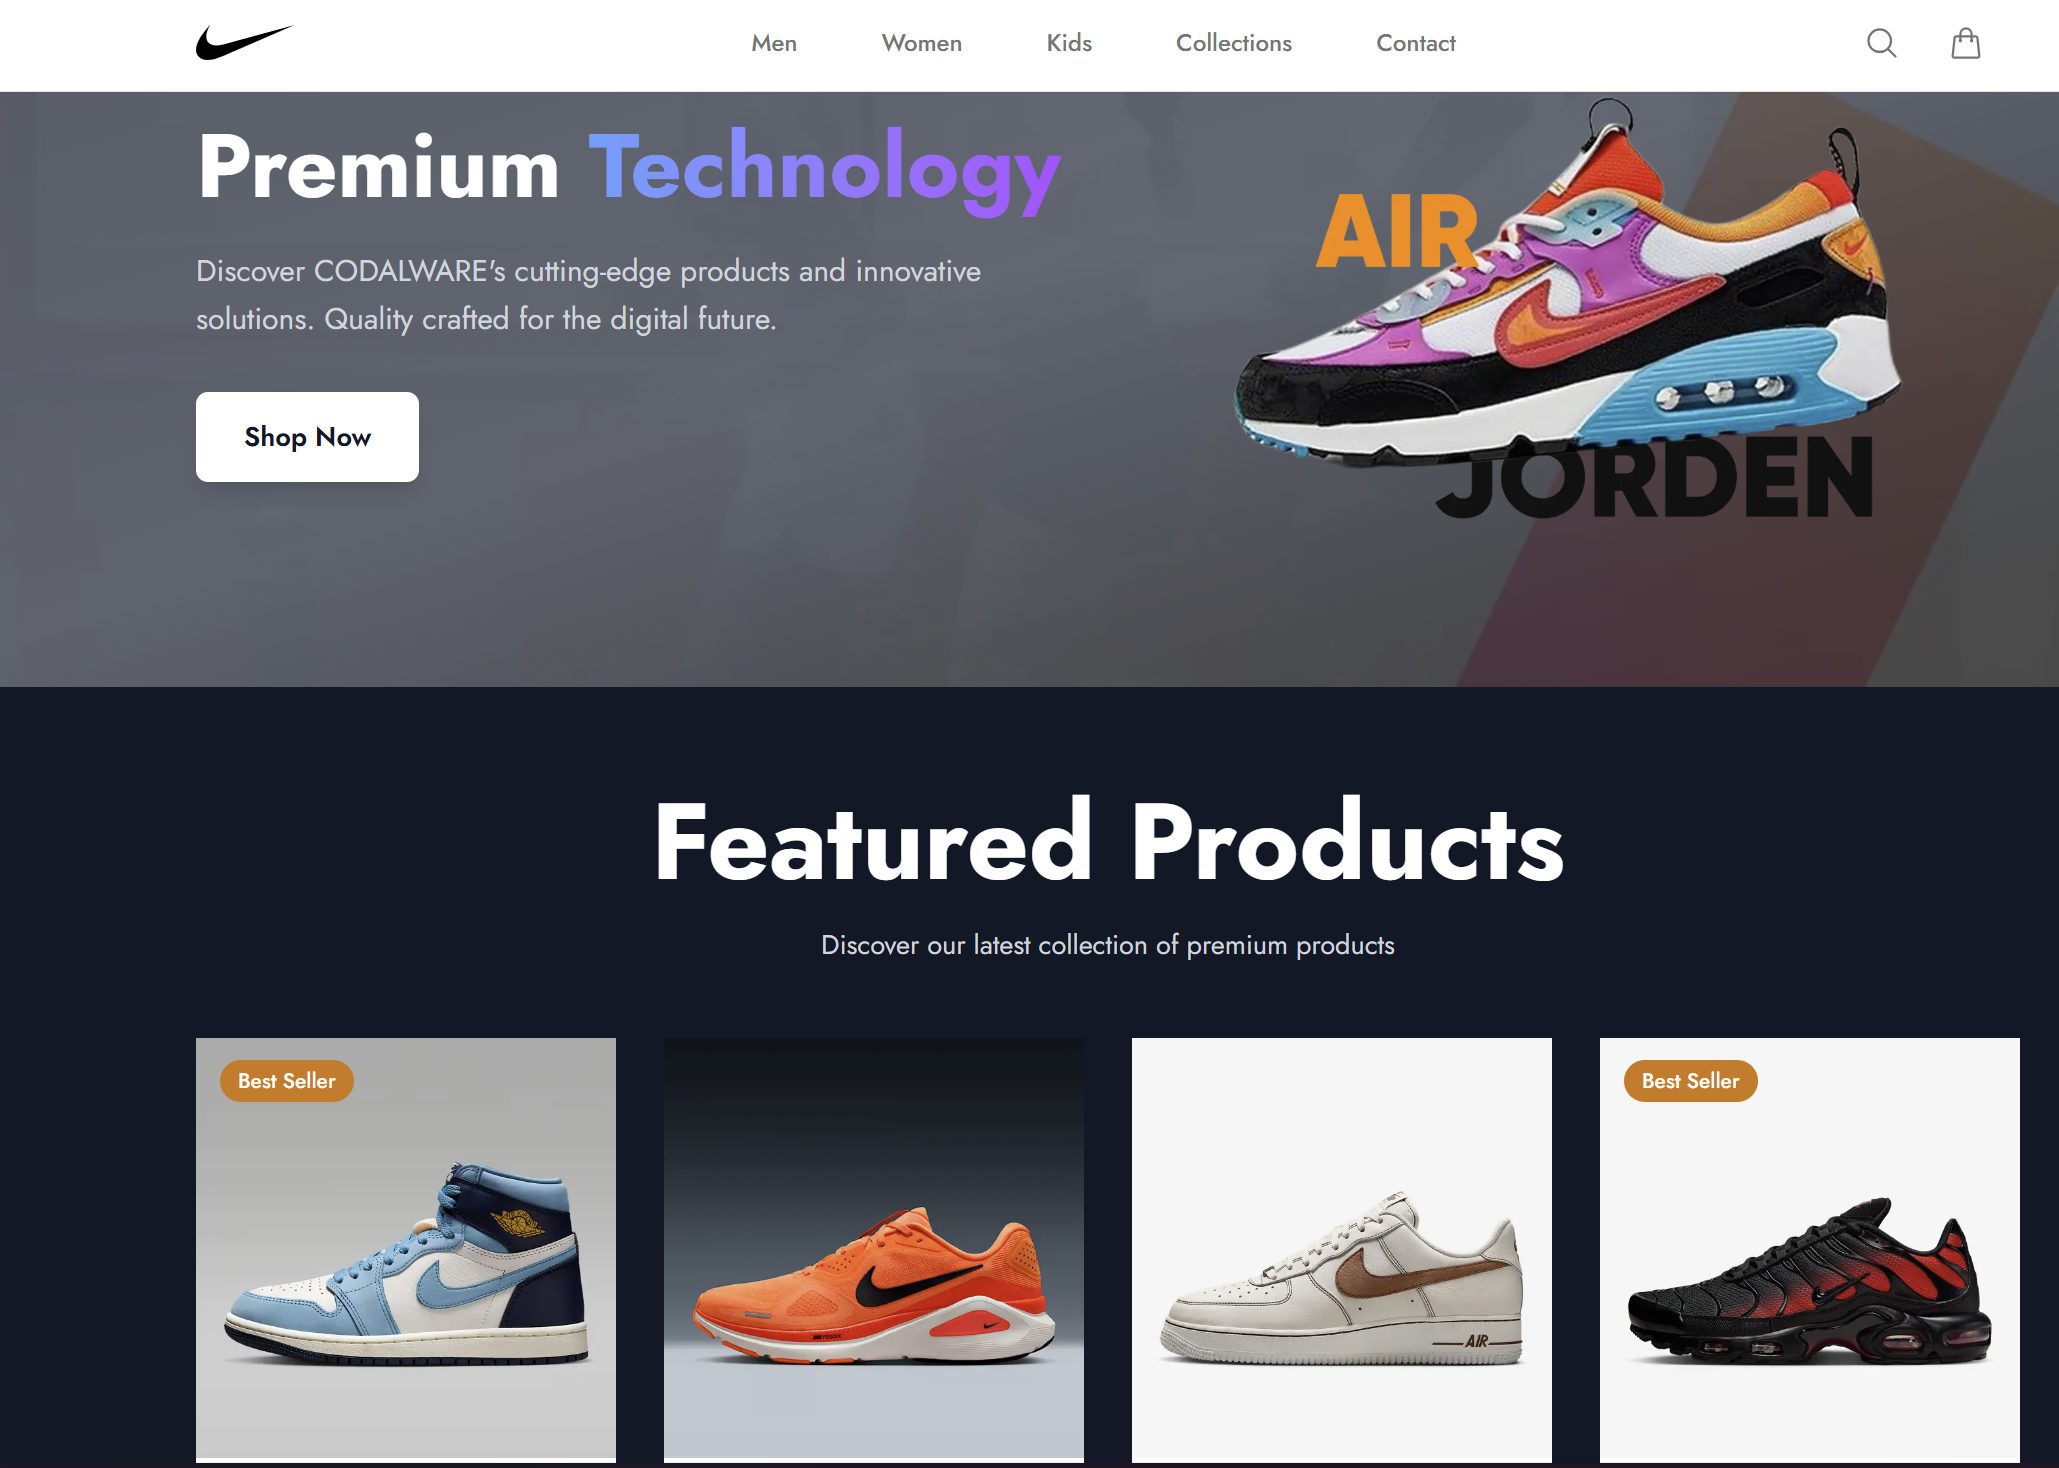 Men Women Kids Collections Contact
Premium Technology
AIR
Discover CODALWARE's cutting-edge products and innovative
solutions. Quality crafted for the digital future.
Shop Now
JORDEN
Featured Products
Discover our latest collection of premium products
Best Seller
Best Seller
AIR